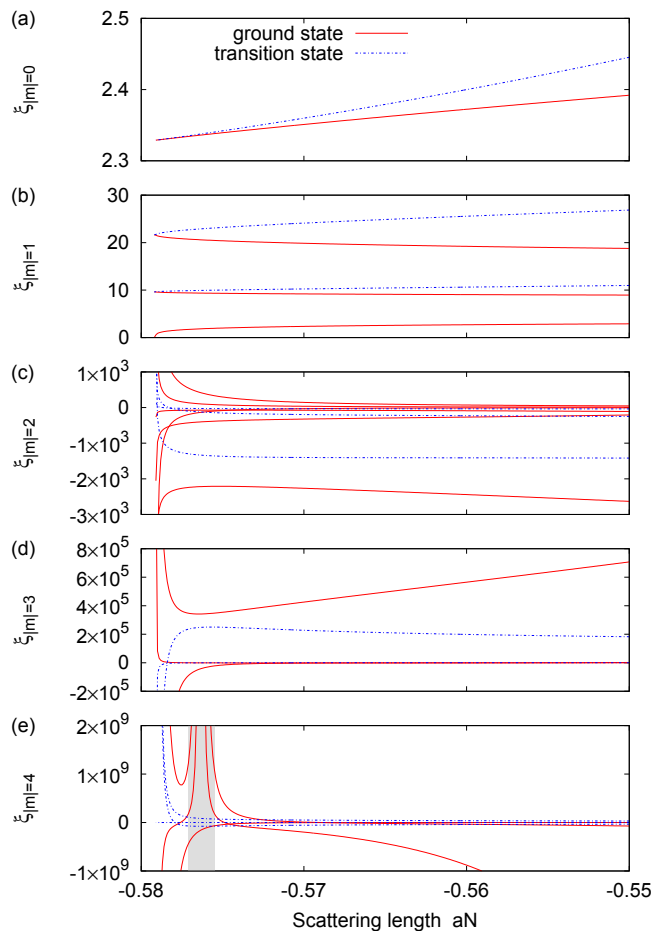 (a)
ξ|m|=0
2.5
2.4
2.3
ground state
transition state
(b)
ξ|m|=1
30
20
10
0
(c)
ξ|m|=2
1×10³
0
-1×10³
-2×10³
-3×10³
(d)
ξ|m|=3
8×10⁵
6×10⁵
4×10⁵
2×10⁵
0
-2×10⁵
(e)
ξ|m|=4
2×10⁹
1×10⁹
0
-1×10⁹
-0.58
-0.57
-0.56
-0.55
Scattering length aN